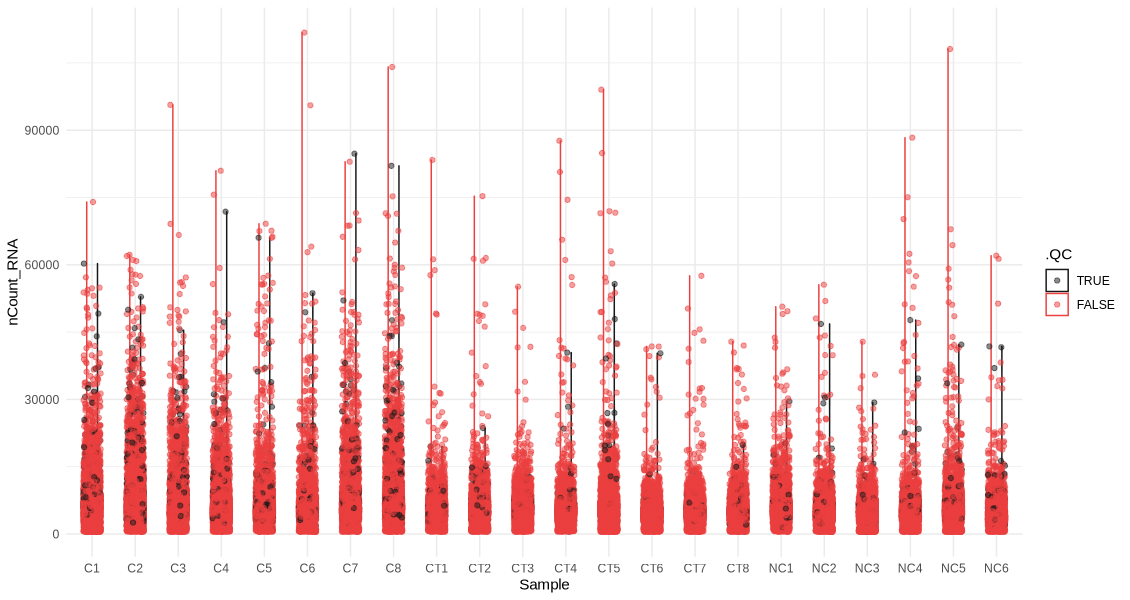 90000
60000
30000
0
nCount_RNA
C1 C2 C3 C4 C5 C6 C7 C8 CT1 CT2 CT3 CT4 CT5 CT6 CT7 CT8 NC1 NC2 NC3 NC4 NC5 NC6
Sample
.QC
TRUE
FALSE